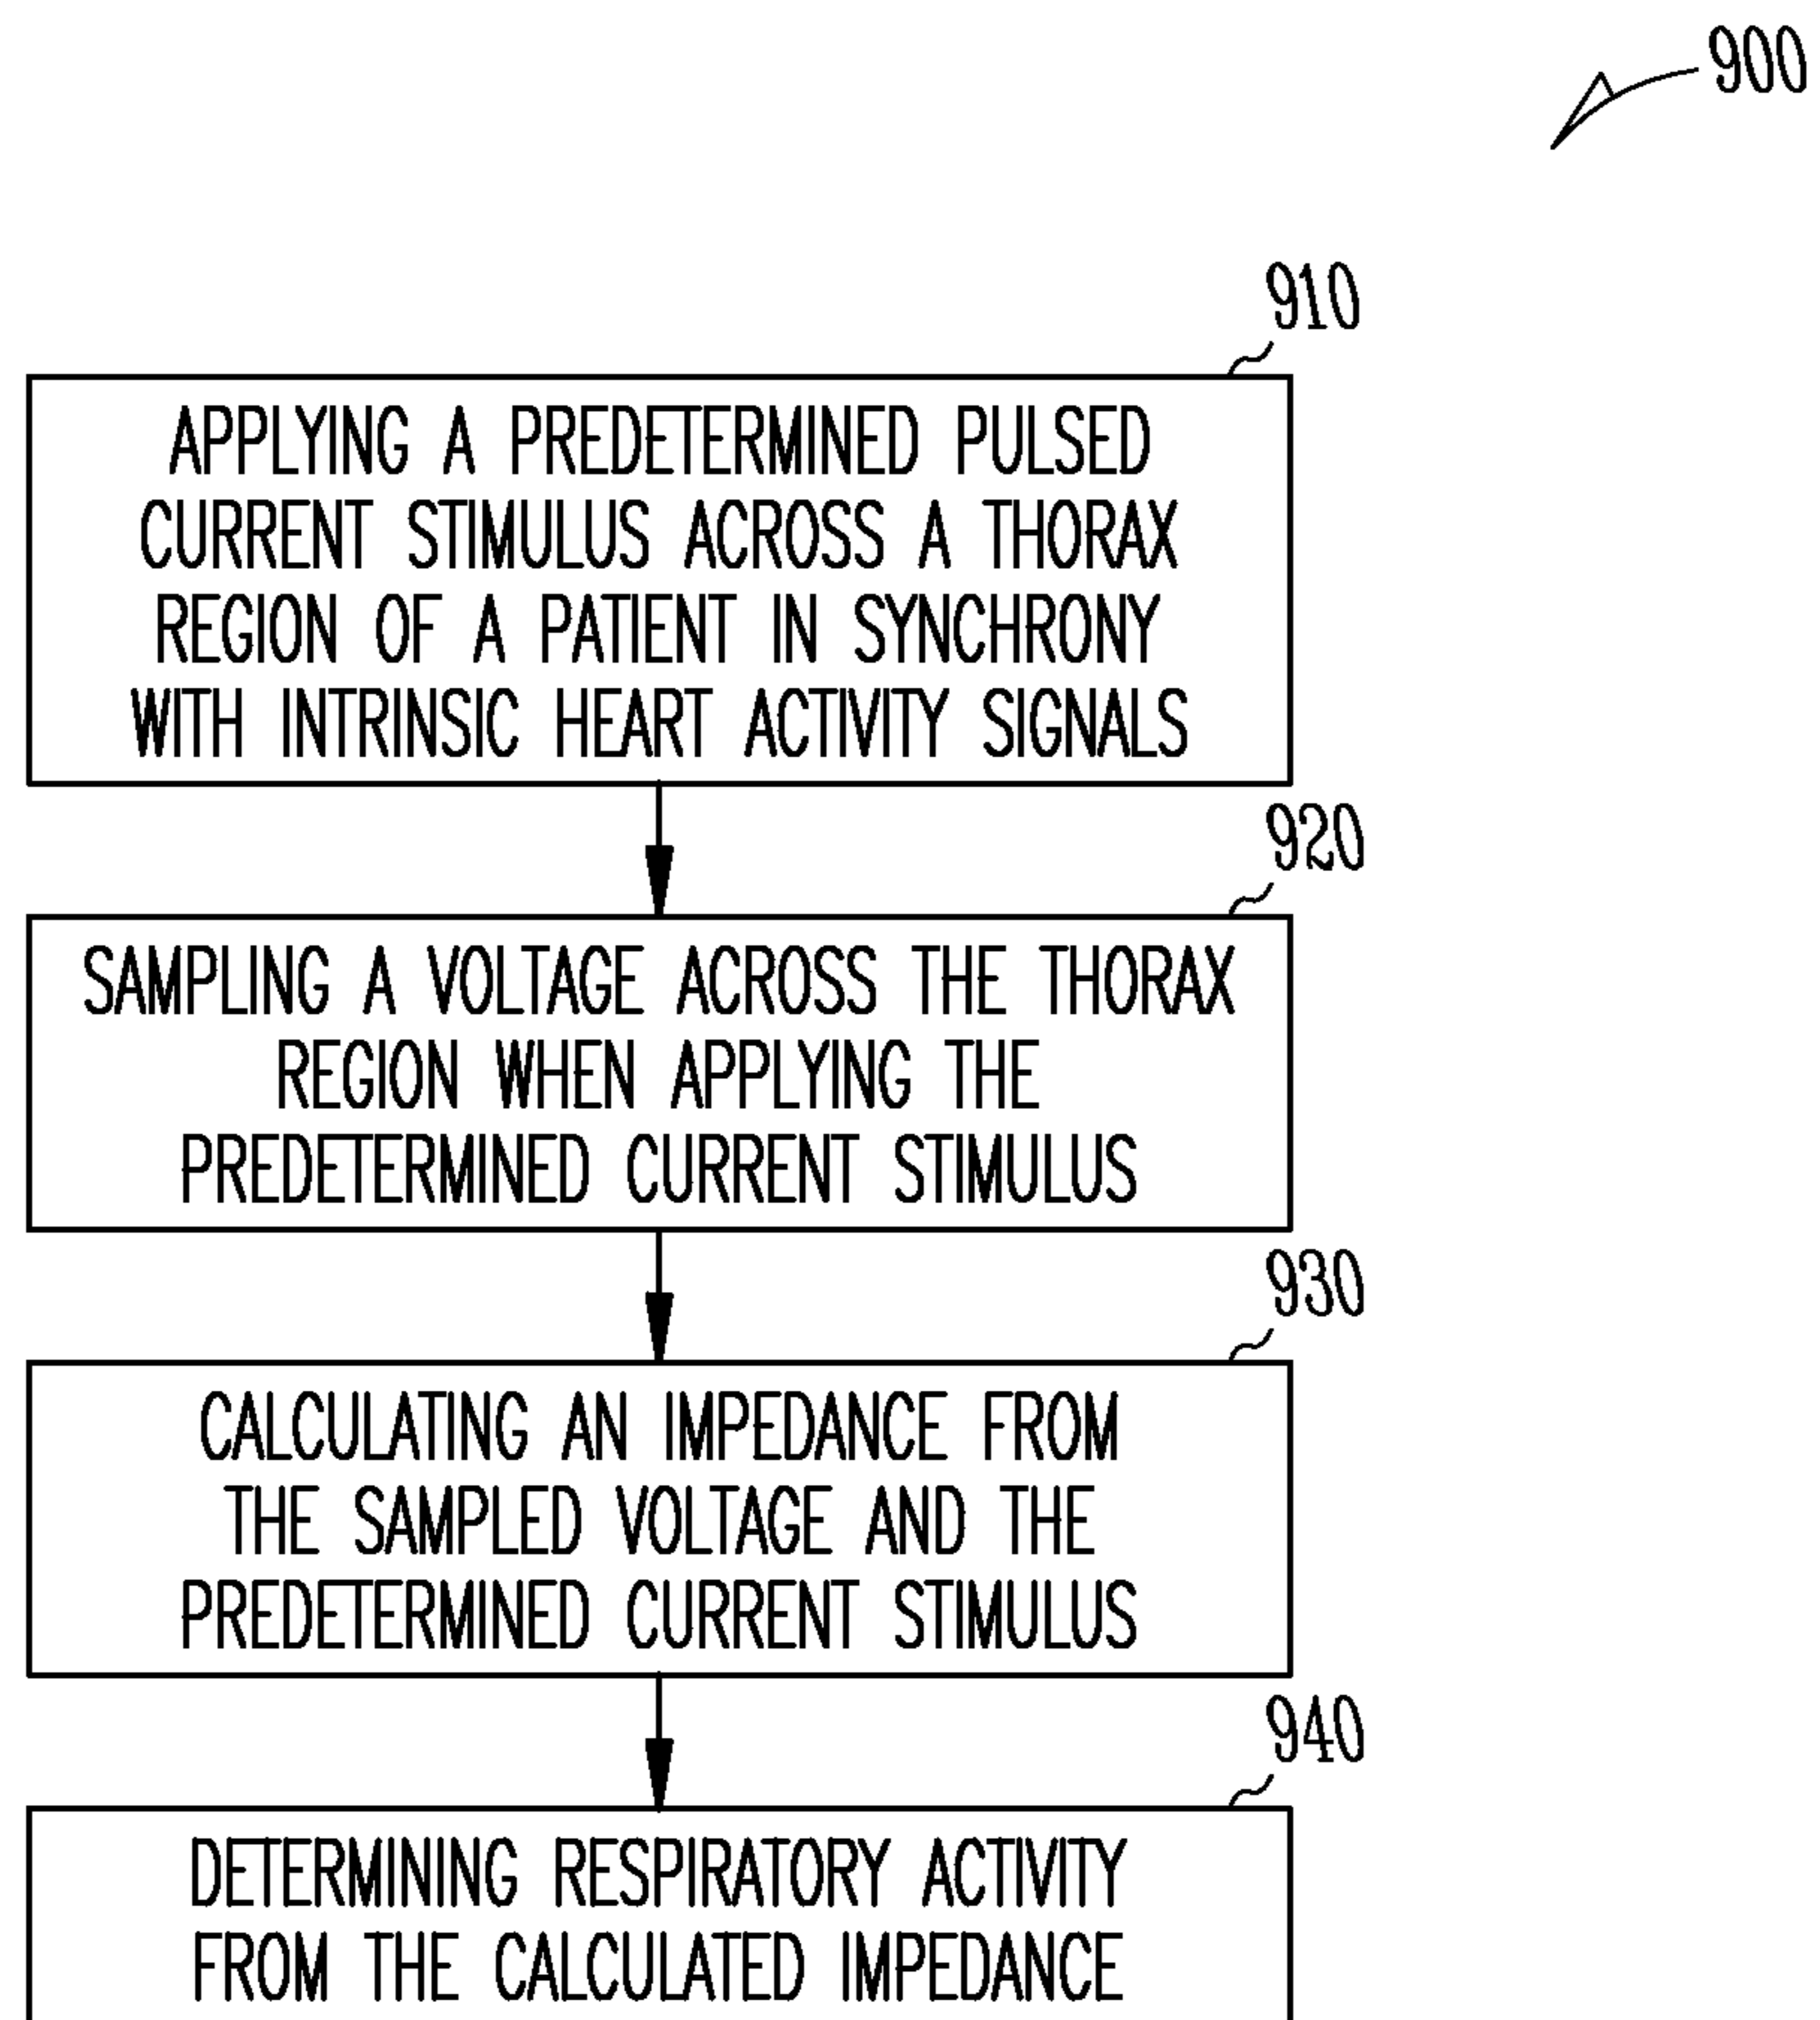 900
910
APPLYING A PREDETERMINED PULSED
CURRENT STIMULUS ACROSS A THORAX
REGION OF A PATIENT IN SYNCHRONY
WITH INTRINSIC HEART ACTIVITY SIGNALS
920
SAMPLING A VOLTAGE ACROSS THE THORAX
REGION WHEN APPLYING THE
PREDETERMINED CURRENT STIMULUS
930
CALCULATING AN IMPEDANCE FROM
THE SAMPLED VOLTAGE AND THE
PREDETERMINED CURRENT STIMULUS
940
DETERMINING RESPIRATORY ACTIVITY
FROM THE CALCULATED IMPEDANCE